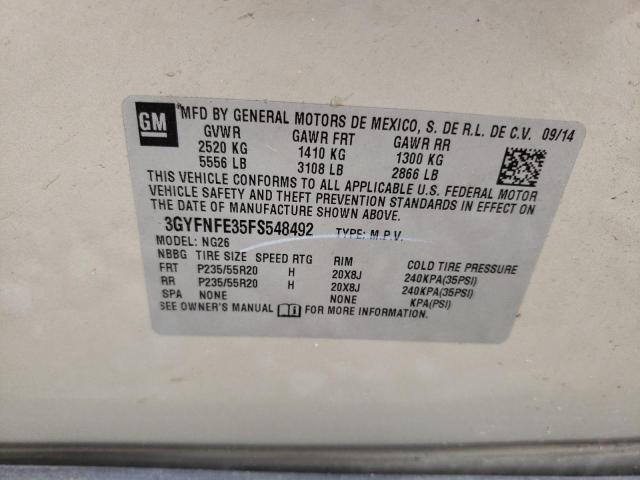 GM
MFD BY GENERAL MOTORS DE MEXICO, S. DE R.L. DE C.V. 09/14
GVWR GAWR FRT GAWR RR
2520 KG 1410 KG 1300 KG
5556 LB 3108 LB 2866 LB
THIS VEHICLE CONFORMS TO ALL APPLICABLE U.S. FEDERAL MOTOR
VEHICLE SAFETY AND THEFT PREVENTION STANDARDS IN EFFECT ON
THE DATE OF MANUFACTURE SHOWN ABOVE.
3GYFNFE35FS548492 TYPE: M.P.V.
MODEL: NG26
NBBG TIRE SIZE SPEED RTG RIM COLD TIRE PRESSURE
FRT P235/55R20 H 20X8J 240KPA(35PSI)
RR P235/55R20 H 20X8J 240KPA(35PSI)
SPA NONE NONE KPA(PSI)
SEE OWNER'S MANUAL FOR MORE INFORMATION.